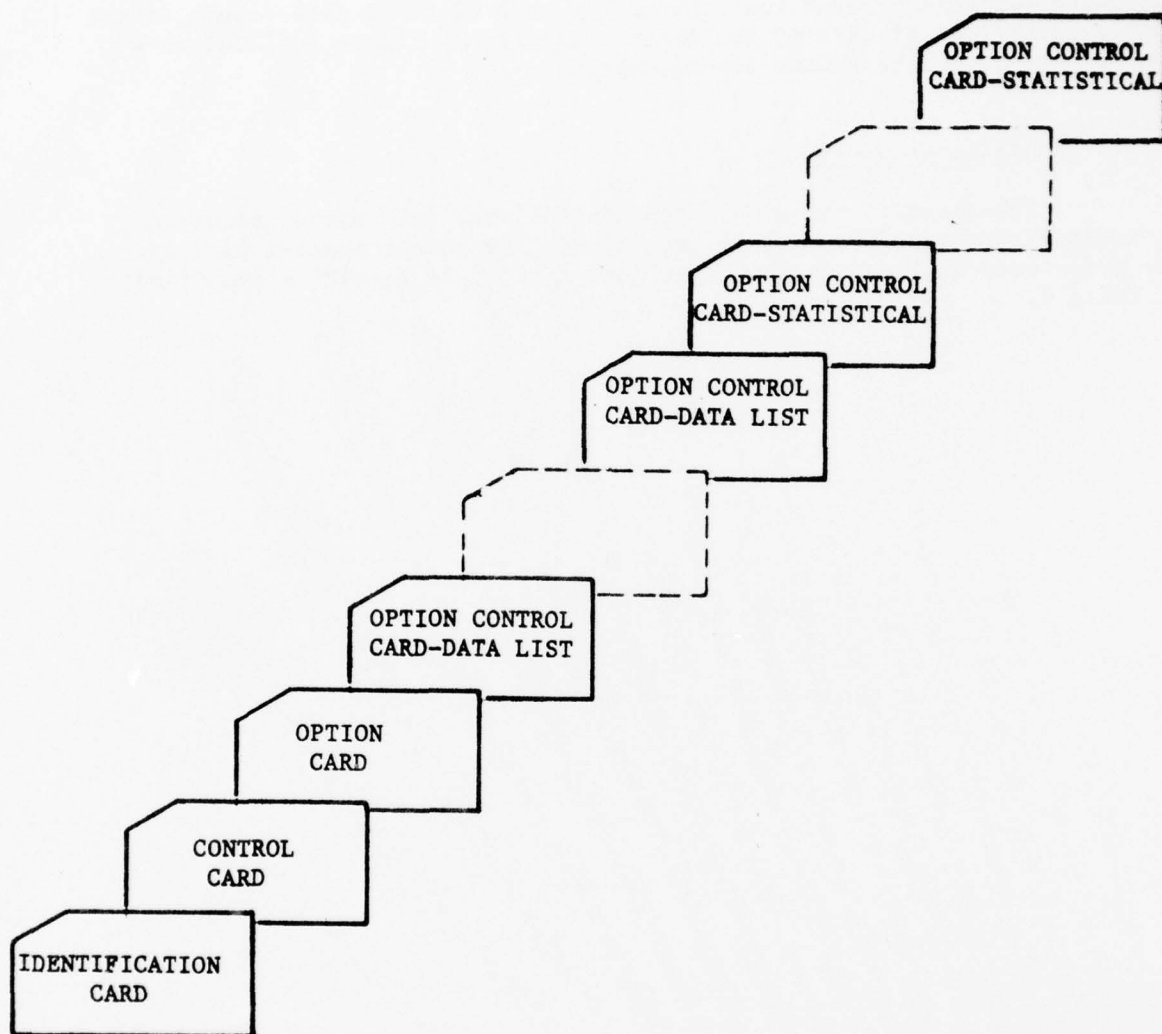 OPTION CONTROL
CARD-STATISTICAL
OPTION CONTROL
CARD-STATISTICAL
OPTION CONTROL
CARD-DATA LIST
OPTION CONTROL
CARD-DATA LIST
OPTION
CARD
CONTROL
CARD
IDENTIFICATION
CARD